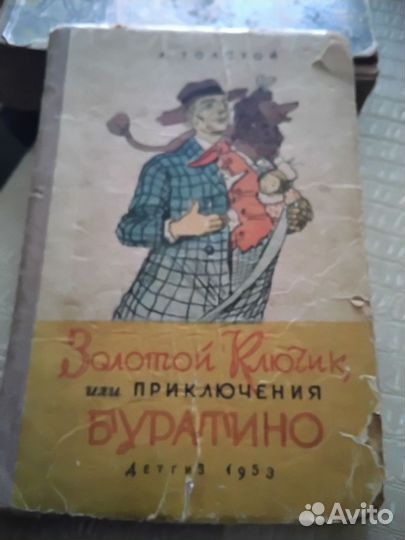 А. ТОЛСТОЙ
Золотой Ключик,
или ПРИКЛЮЧЕНИЯ
БУРАТИНО
ДЕТГИЗ 1953
Avito